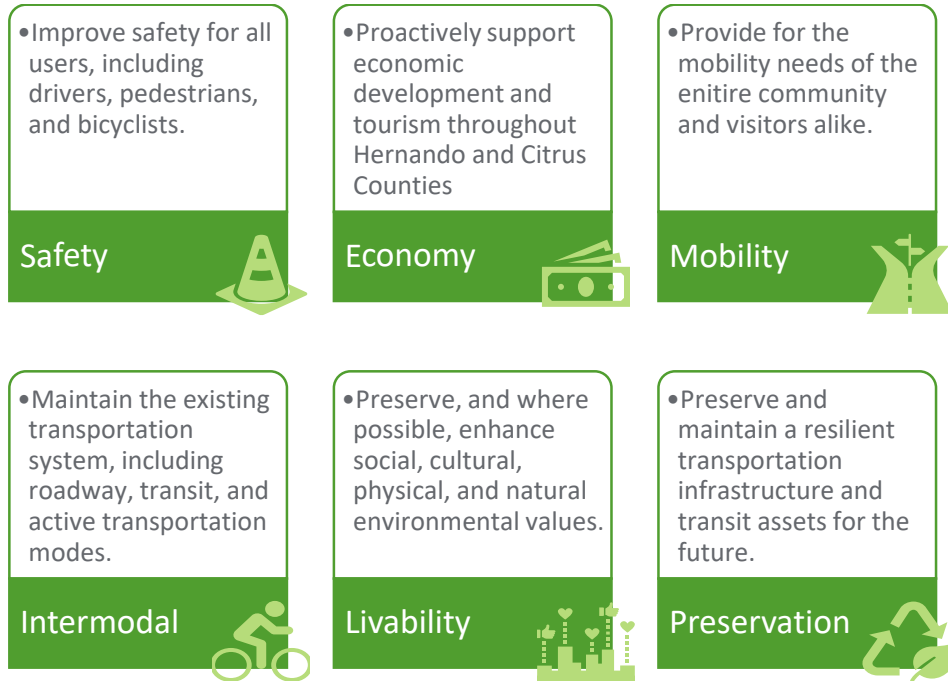 •Improve safety for all
users, including
drivers, pedestrians,
and bicyclists.
Safety
•Proactively support
economic
development and
tourism throughout
Hernando and Citrus
Counties
Economy
•Provide for the
mobility needs of the
enitire community
and visitors alike.
Mobility
•Maintain the existing
transportation
system, including
roadway, transit, and
active transportation
modes.
Intermodal
•Preserve, and where
possible, enhance
social, cultural,
physical, and natural
environmental values.
Livability
•Preserve and
maintain a resilient
transportation
infrastructure and
transit assets for the
future.
Preservation